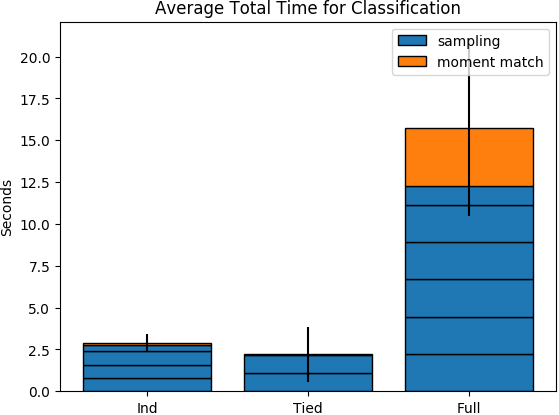 Average Total Time for Classification
sampling
moment match
Seconds
20.0
17.5
15.0
12.5
10.0
7.5
5.0
2.5
0.0
Ind
Tied
Full